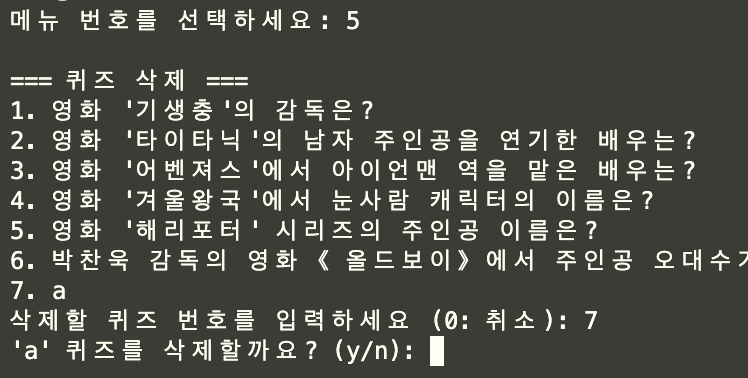 메뉴 번호를 선택하세요: 5
=== 퀴즈 삭제 ===
1. 영화 '기생충'의 감독은?
2. 영화 '타이타닉'의 남자 주인공을 연기한 배우는?
3. 영화 '어벤져스'에서 아이언맨 역을 맡은 배우는?
4. 영화 '겨울왕국'에서 눈사람 캐릭터의 이름은?
5. 영화 '해리포터' 시리즈의 주인공 이름은?
6. 박찬욱 감독의 영화 《올드보이》에서 주인공 오대수가
7. a
삭제할 퀴즈 번호를 입력하세요 (0: 취소): 7
'a' 퀴즈를 삭제할까요? (y/n):